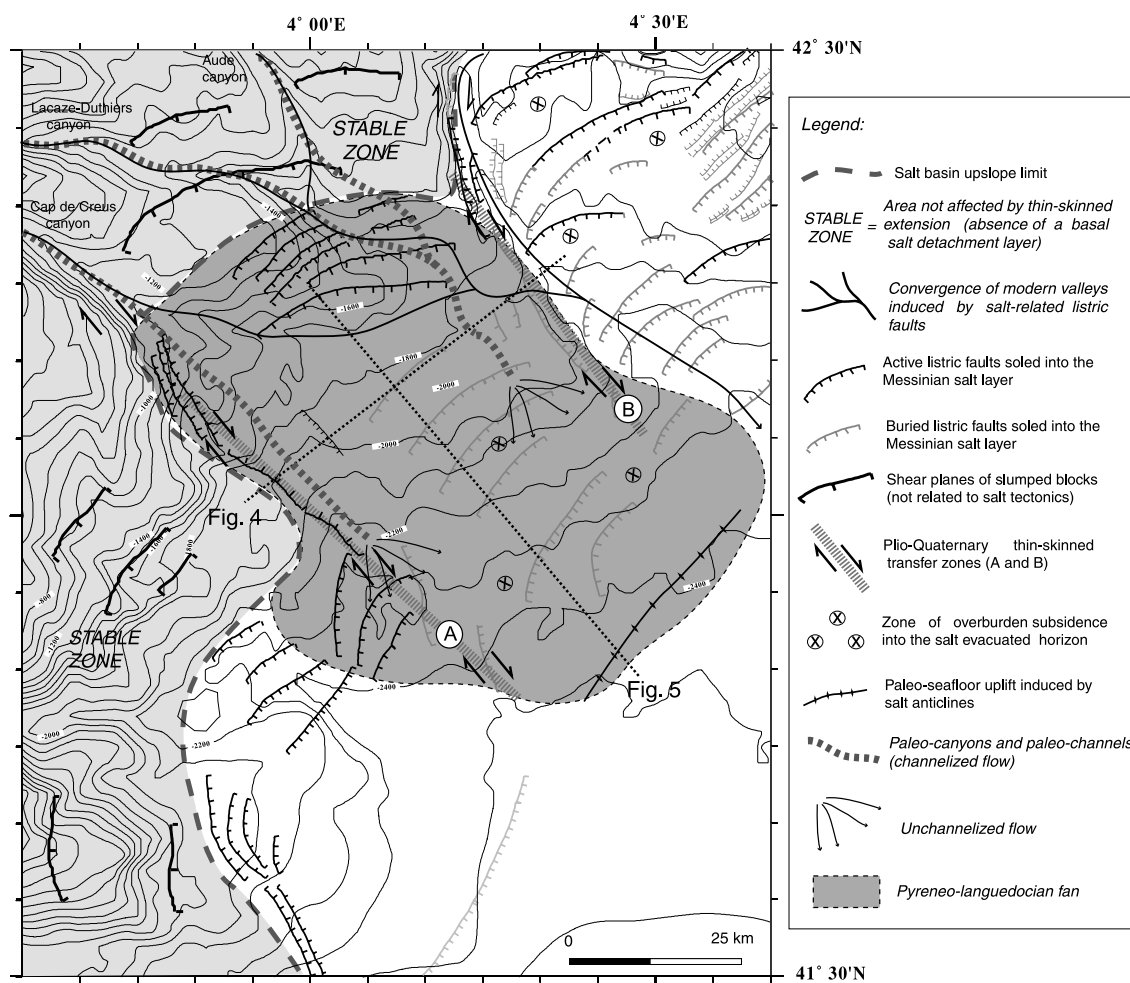 4° 00'E
4° 30'E
42° 30'N
Aude
canyon
Lacaze-Duthiers
canyon
STABLE
ZONE
Cap de Creus
canyon
-1400
-1200
-1600
-1800
-1000
-2000
-2000
Fig. 4
B
-2200
-1400
-1600
-1800
-2400
-800
-1200
STABLE
ZONE
A
Fig. 5
-2400
-2000
-2200
0
25 km
41° 30'N
Legend:
Salt basin upslope limit
STABLE
ZONE
=
Area not affected by thin-skinned
extension (absence of a basal
salt detachment layer)
Convergence of modern valleys
induced by salt-related listric
faults
Active listric faults soled into the
Messinian salt layer
Buried listric faults soled into the
Messinian salt layer
Shear planes of slumped blocks
(not related to salt tectonics)
Plio-Quaternary thin-skinned
transfer zones (A and B)
Zone of overburden subsidence
into the salt evacuated horizon
Paleo-seafloor uplift induced by
salt anticlines
Paleo-canyons and paleo-channels
(channelized flow)
Unchannelized flow
Pyreneo-languedocian fan